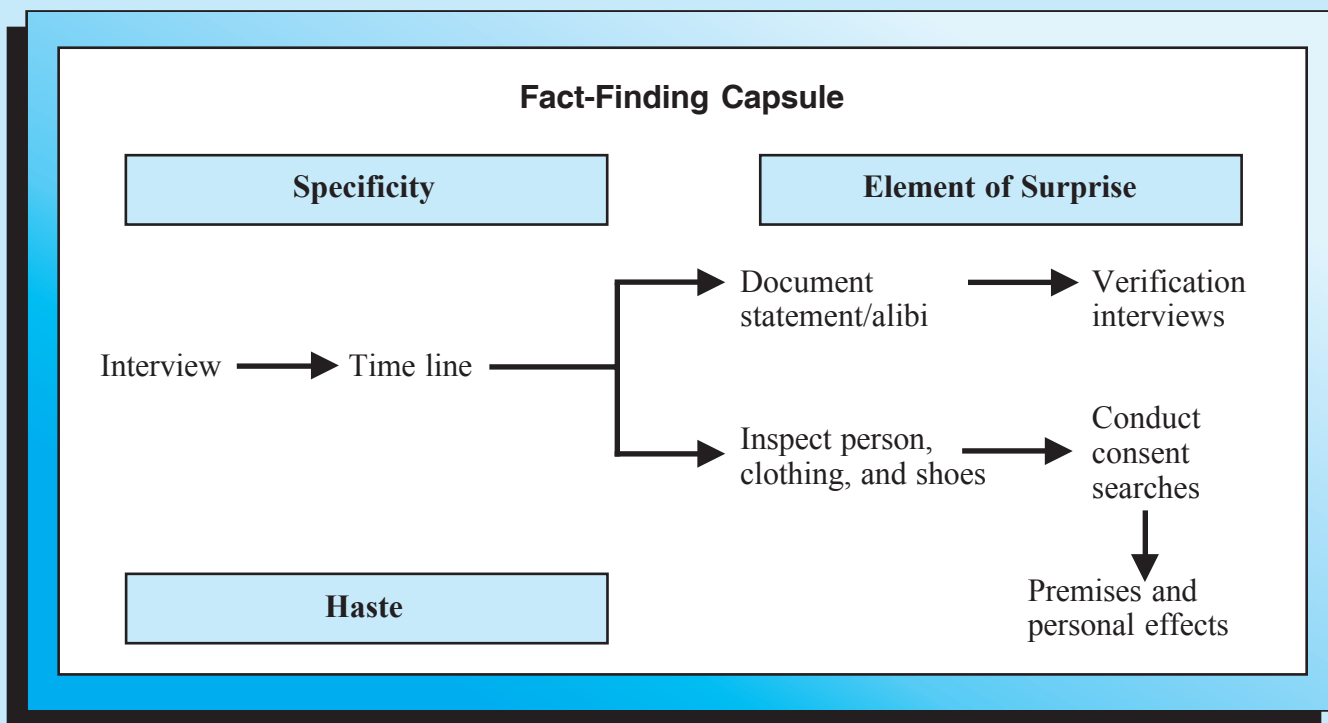 Fact-Finding Capsule
Specificity
Element of Surprise
Interview
Time line
Document
statement/alibi
Verification
interviews
Inspect person,
clothing, and shoes
Conduct
consent
searches
Premises and
personal effects
Haste